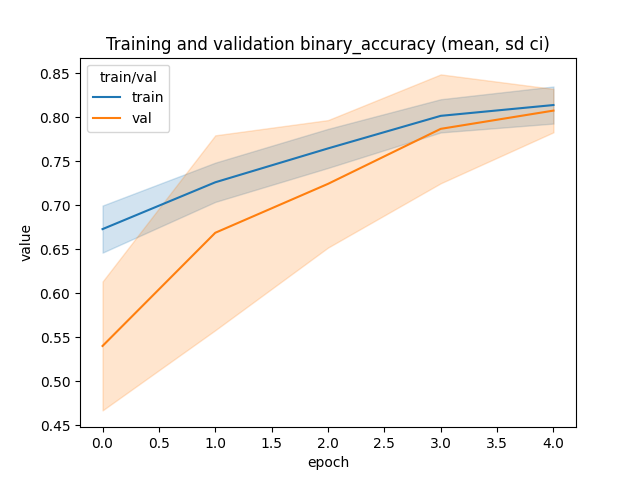 Training and validation binary_accuracy (mean, sd ci)
train/val
train
val
value
0.85
0.80
0.75
0.70
0.65
0.60
0.55
0.50
0.45
0.0 0.5 1.0 1.5 2.0 2.5 3.0 3.5 4.0
epoch